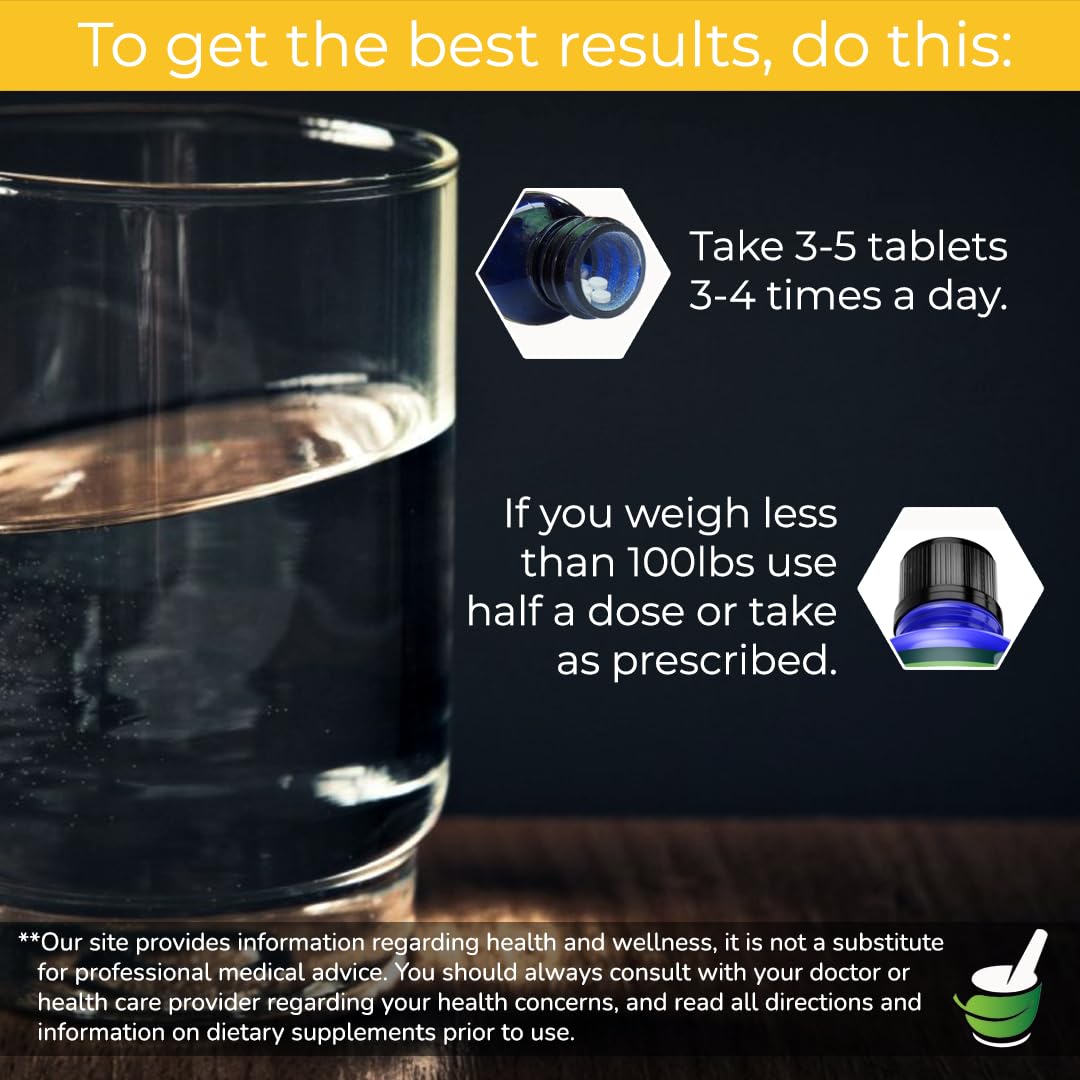 To get the best results, do this:
Take 3-5 tablets
3-4 times a day.
If you weigh less
than 100lbs use
half a dose or take
as prescribed.
**Our site provides information regarding health and wellness, it is not a substitute
for professional medical advice. You should always consult with your doctor or
health care provider regarding your health concerns, and read all directions and
information on dietary supplements prior to use.